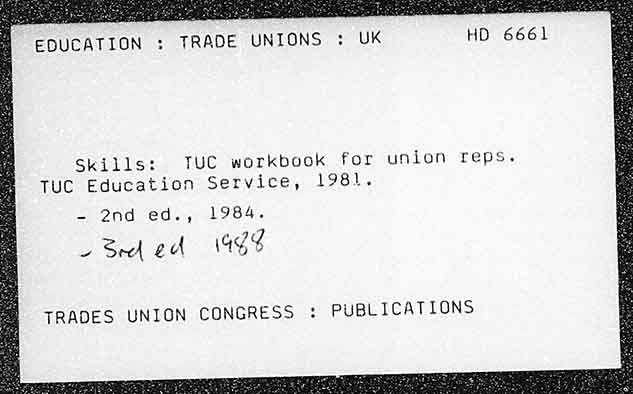 EDUCATION : TRADE UNIONS : UK HD 6661
Skills: TUC workbook for union reps.
TUC Education Service, 1981.
- 2nd ed., 1984.
- 3rd ed 1988
TRADES UNION CONGRESS : PUBLICATIONS